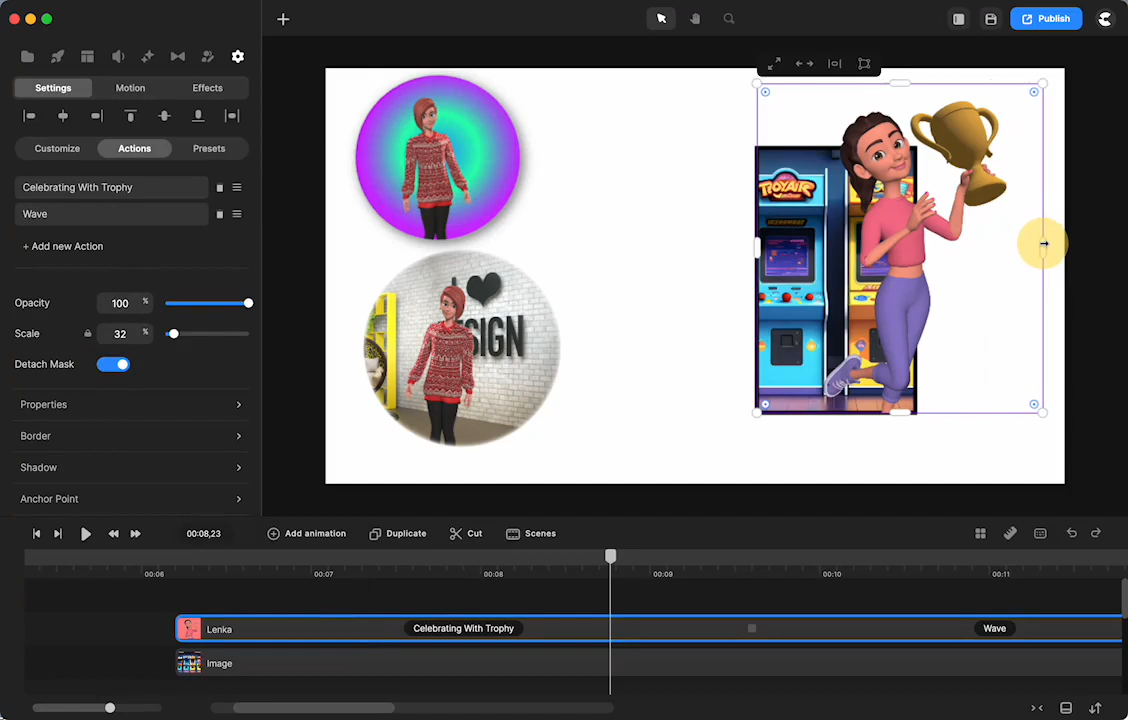 Publish
Settings Motion Effects
Customize Actions Presets
Celebrating With Trophy
Wave
+ Add new Action
Opacity 100 %
Scale 32 %
Detach Mask
Properties
Border
Shadow
Anchor Point
I
SIGN
00:08,23 Add animation Duplicate Cut Scenes
00:06 00:07 00:08 00:09 00:10 00:11
Lenka Celebrating With Trophy Wave
Image